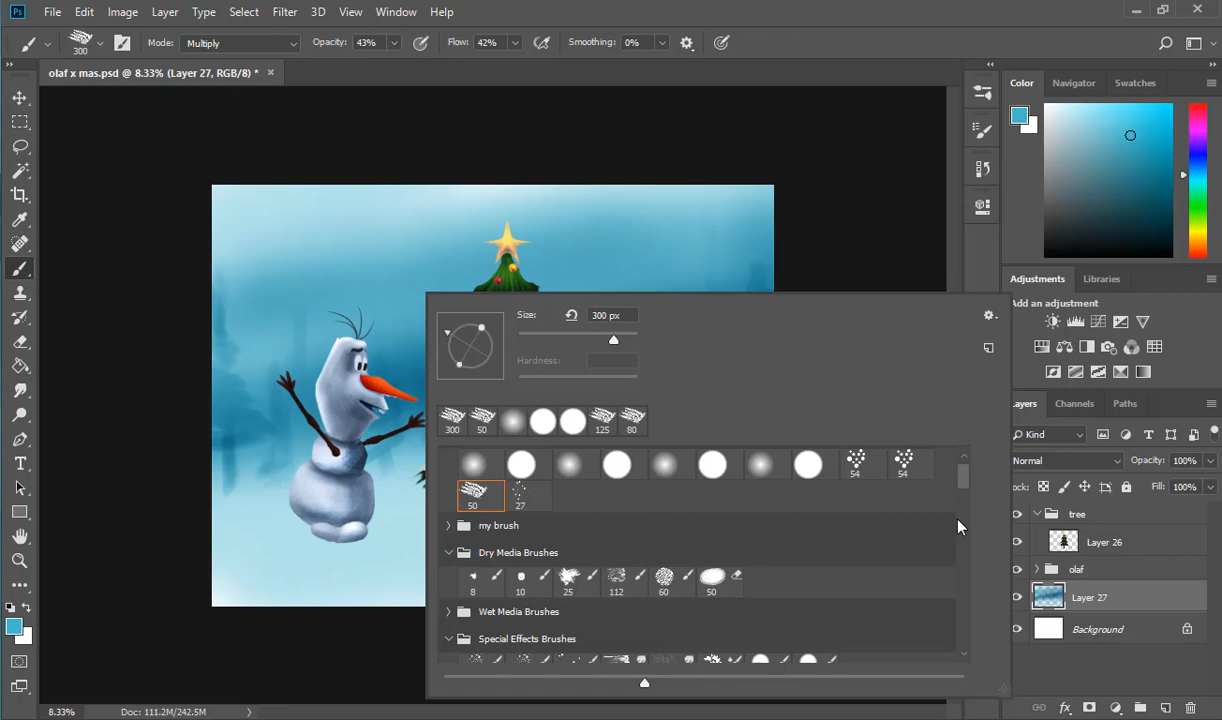 Ps File Edit Image Layer Type Select Filter 3D View Window Help
300 Mode: Multiply Opacity: 43% Flow: 42% Smoothing: 0%
olaf x mas.psd @ 8.33% (Layer 27, RGB/8) *
Color Navigator Swatches
Adjustments Libraries
Add an adjustment
Layers Channels Paths
Kind
Normal Opacity: 100%
Lock: Fill: 100%
tree
Layer 26
olaf
Layer 27
Background
Size: 300 px
Hardness:
300 50 125 80
54 54
50 27
my brush
Dry Media Brushes
8 10 25 112 60 50
Wet Media Brushes
Special Effects Brushes
8.33% Doc: 111.2M/242.5M